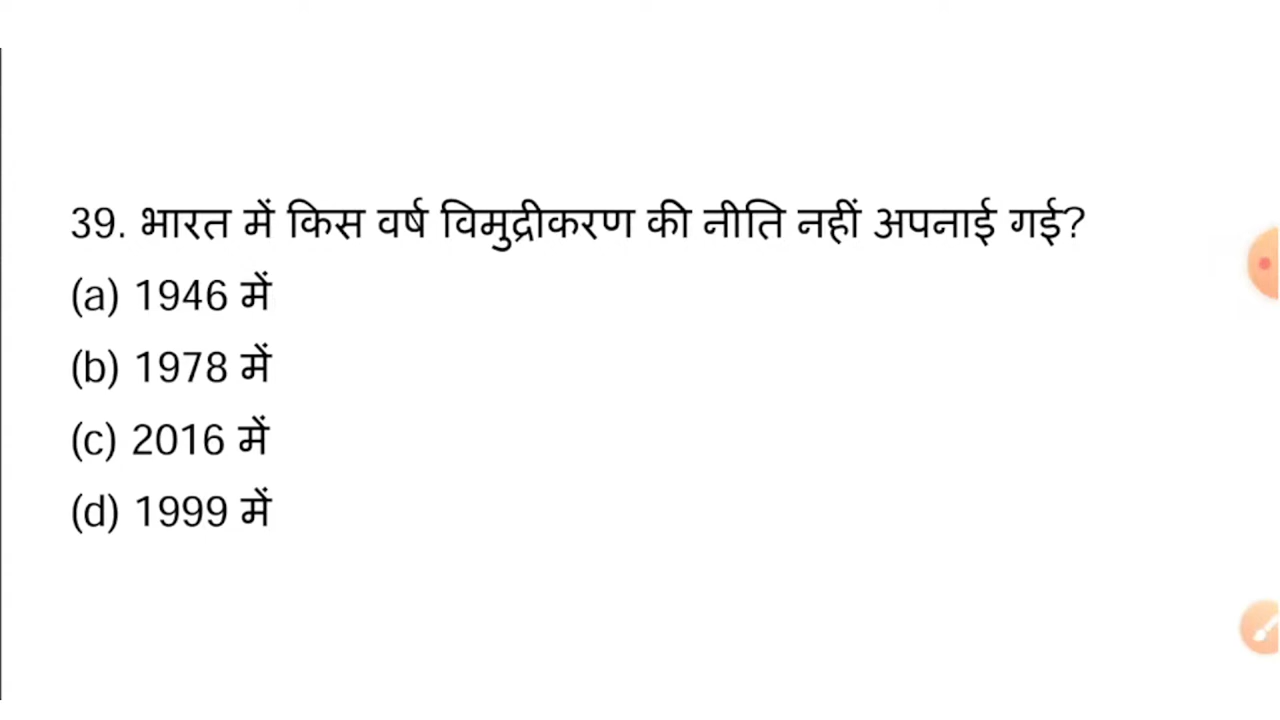 39. भारत में किस वर्ष विमुद्रीकरण की नीति नहीं अपनाई गई?
(a) 1946 में
(b) 1978 में
(c) 2016 में
(d) 1999 में